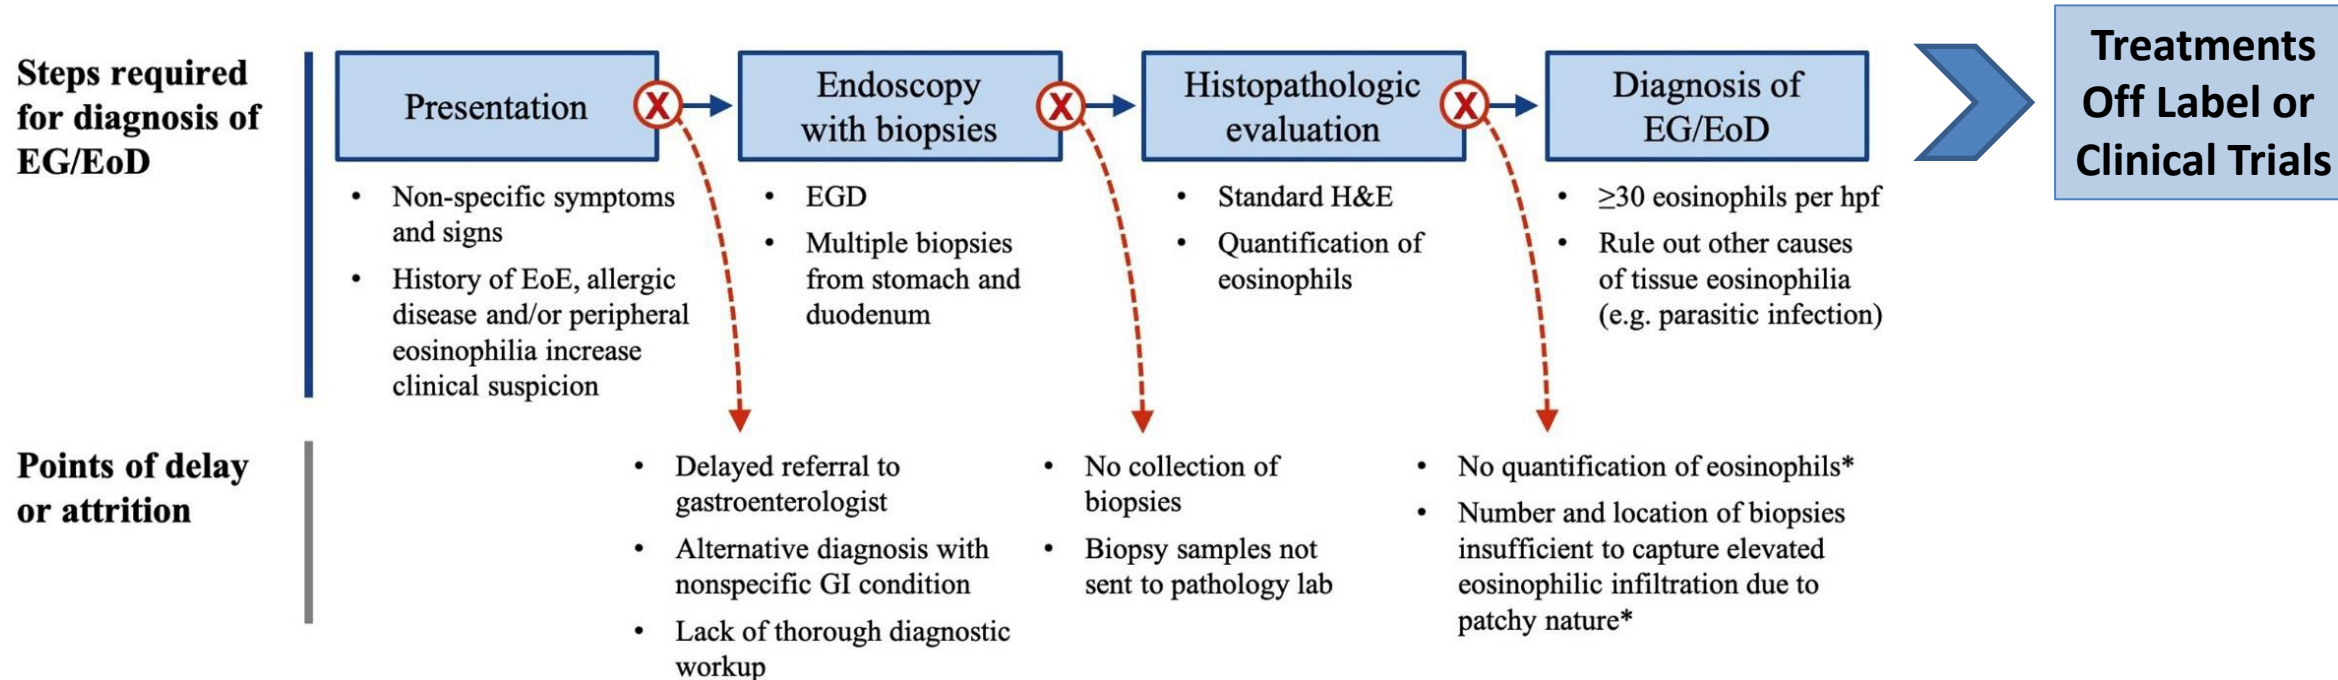 Steps required
for diagnosis of
EG/EoD
Presentation
X
Endoscopy
with biopsies
X
Histopathologic
evaluation
X
Diagnosis of
EG/EoD
Treatments
Off Label or
Clinical Trials
• Non-specific symptoms
and signs
• History of EoE, allergic
disease and/or peripheral
eosinophilia increase
clinical suspicion
• EGD
• Multiple biopsies
from stomach and
duodenum
• Standard H&E
• Quantification of
eosinophils
• ≥30 eosinophils per hpf
• Rule out other causes
of tissue eosinophilia
(e.g. parasitic infection)
Points of delay
or attrition
• Delayed referral to
gastroenterologist
• Alternative diagnosis with
nonspecific GI condition
• Lack of thorough diagnostic
workup
• No collection of
biopsies
• Biopsy samples not
sent to pathology lab
• No quantification of eosinophils*
• Number and location of biopsies
insufficient to capture elevated
eosinophilic infiltration due to
patchy nature*